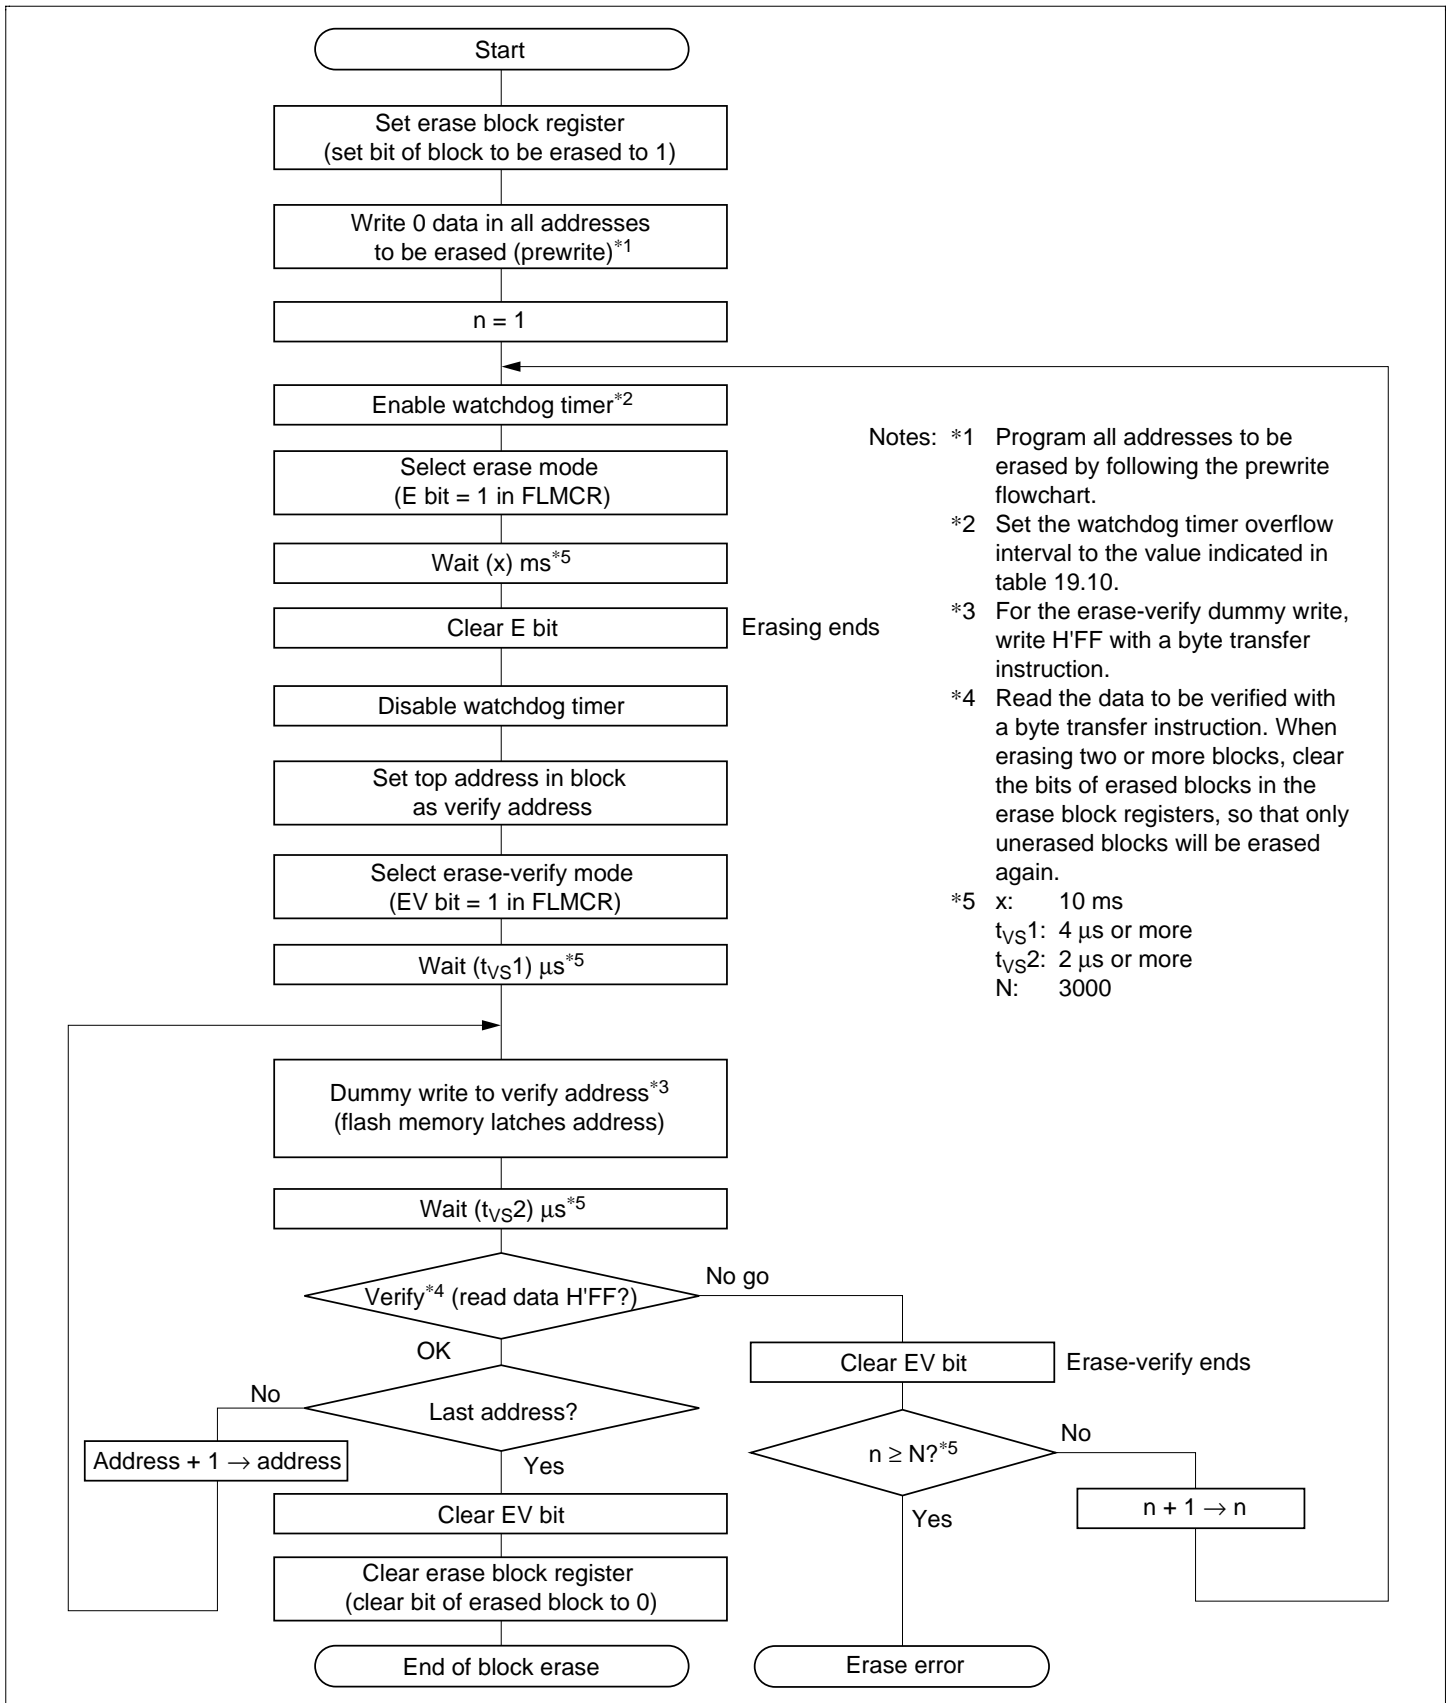 Start
Set erase block register
(set bit of block to be erased to 1)
Write 0 data in all addresses
to be erased (prewrite)*1
n = 1
Enable watchdog timer*2
Select erase mode
(E bit = 1 in FLMCR)
Wait (x) ms*5
Clear E bit
Erasing ends
Disable watchdog timer
Set top address in block
as verify address
Select erase-verify mode
(EV bit = 1 in FLMCR)
Wait (tVS1) μs*5
Notes: *1 Program all addresses to be
erased by following the prewrite
flowchart.
*2 Set the watchdog timer overflow
interval to the value indicated in
table 19.10.
*3 For the erase-verify dummy write,
write H'FF with a byte transfer
instruction.
*4 Read the data to be verified with
a byte transfer instruction. When
erasing two or more blocks, clear
the bits of erased blocks in the
erase block registers, so that only
unerased blocks will be erased
again.
*5 x: 10 ms
tVS1: 4 μs or more
tVS2: 2 μs or more
N: 3000
Dummy write to verify address*3
(flash memory latches address)
Wait (tVS2) μs*5
Verify*4 (read data H'FF?)
No go
OK
Clear EV bit
Erase-verify ends
Last address?
No
Address + 1 → address
Yes
n ≥ N?*5
No
n + 1 → n
Yes
Clear EV bit
Clear erase block register
(clear bit of erased block to 0)
End of block erase
Erase error